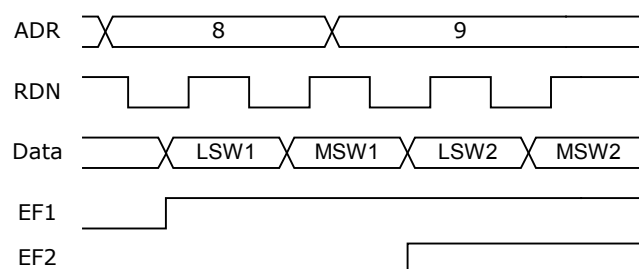 ADR 8 9
RDN
Data LSW1 MSW1 LSW2 MSW2
EF1
EF2